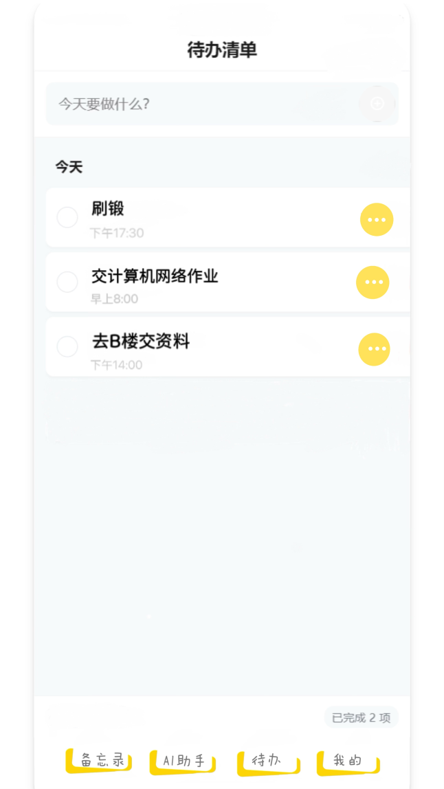 待办清单
今天要做什么?
今天
刷锻
下午17:30
交计算机网络作业
早上8:00
去B楼交资料
下午14:00
已完成 2 项
备忘录
AI助手
待办
我的